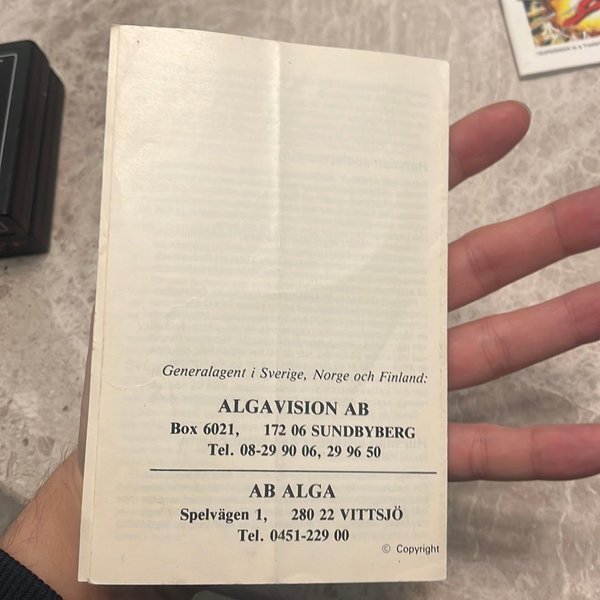 Generalagent i Sverige, Norge och Finland:
ALGAVISION AB
Box 6021, 172 06 SUNDBYBERG
Tel. 08-29 90 06, 29 96 50
AB ALGA
Spelvägen 1, 280 22 VITTSJÖ
Tel. 0451-229 00
© Copyright